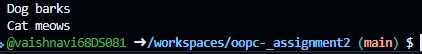 Dog barks
Cat meows
@vaishnavi68DS081 ➜/workspaces/oopc-_assignment2 (main) $